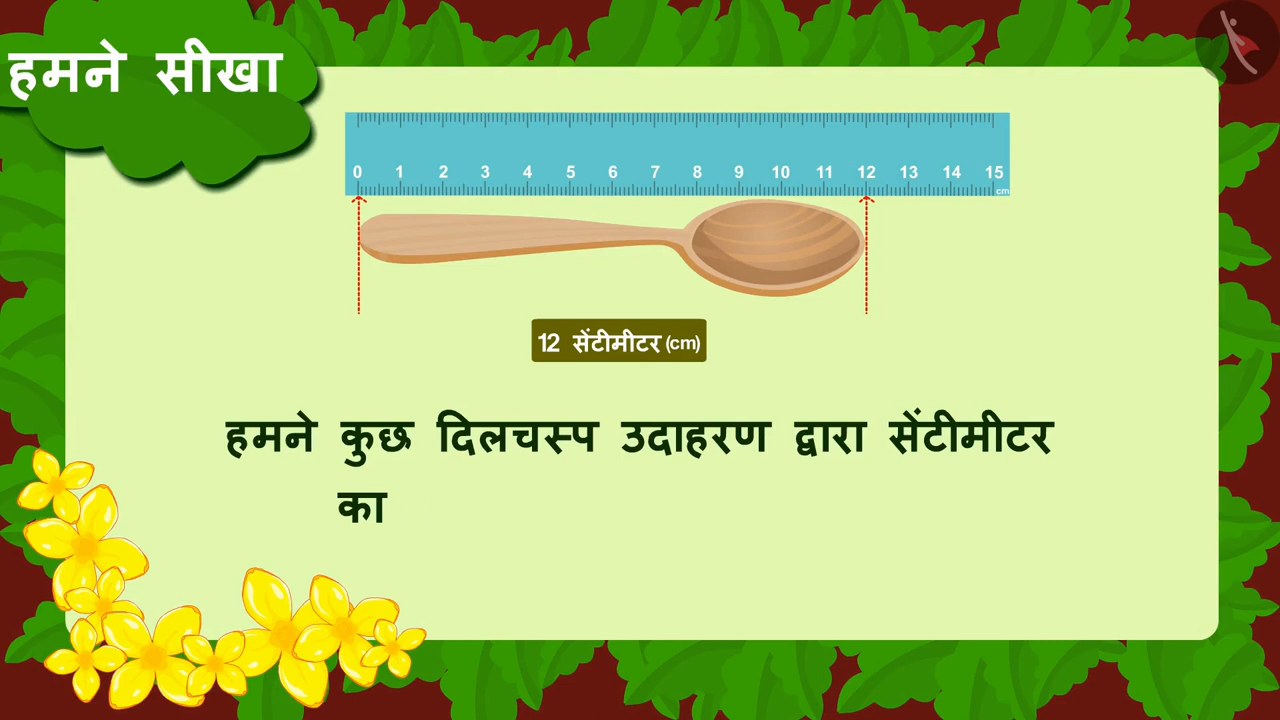 हमने सीखा
0 1 2 3 4 5 6 7 8 9 10 11 12 13 14 15
cm
12 सेंटीमीटर (cm)
हमने कुछ दिलचस्प उदाहरण द्वारा सेंटीमीटर
का